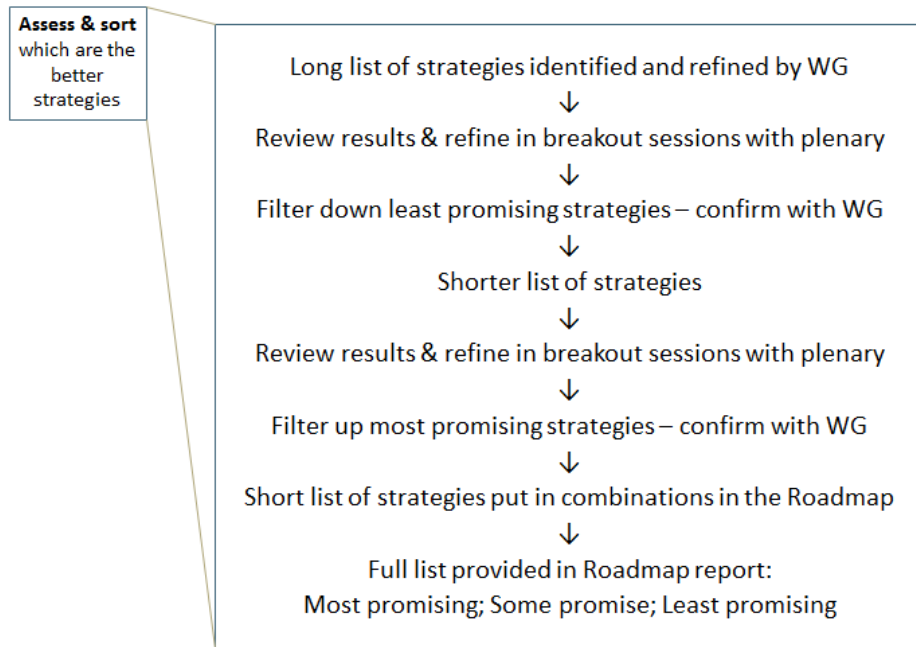 Assess & sort
which are the
better
strategies
Long list of strategies identified and refined by WG
↓
Review results & refine in breakout sessions with plenary
↓
Filter down least promising strategies – confirm with WG
↓
Shorter list of strategies
↓
Review results & refine in breakout sessions with plenary
↓
Filter up most promising strategies – confirm with WG
↓
Short list of strategies put in combinations in the Roadmap
↓
Full list provided in Roadmap report:
Most promising; Some promise; Least promising